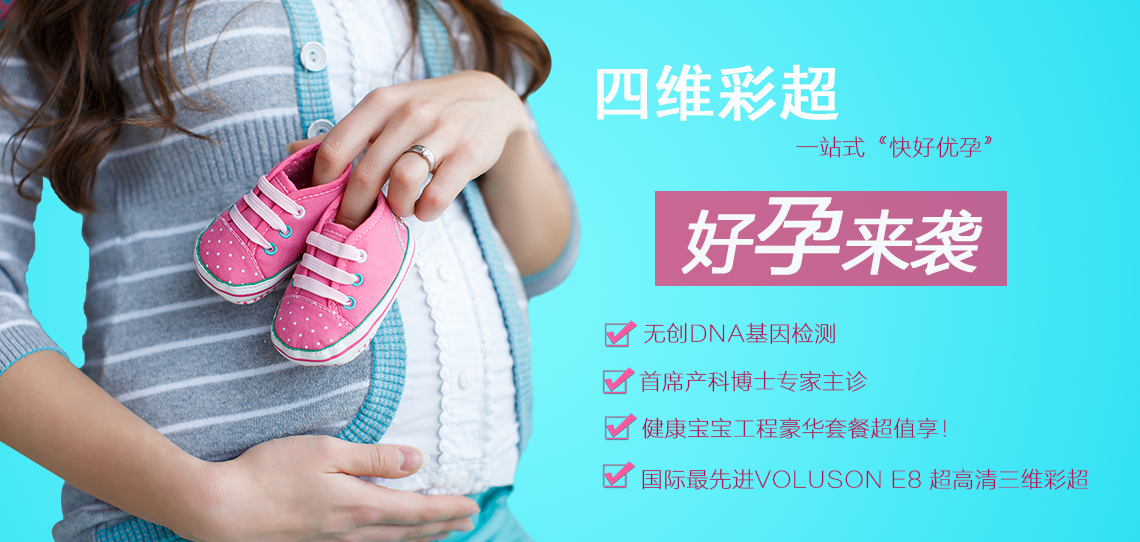 四维彩超
一站式“快好优孕”
好孕来袭
无创DNA基因检测
首席产科博士专家主诊
健康宝宝工程豪华套餐超值享！
国际最先进VOLUSON E8 超高清三维彩超